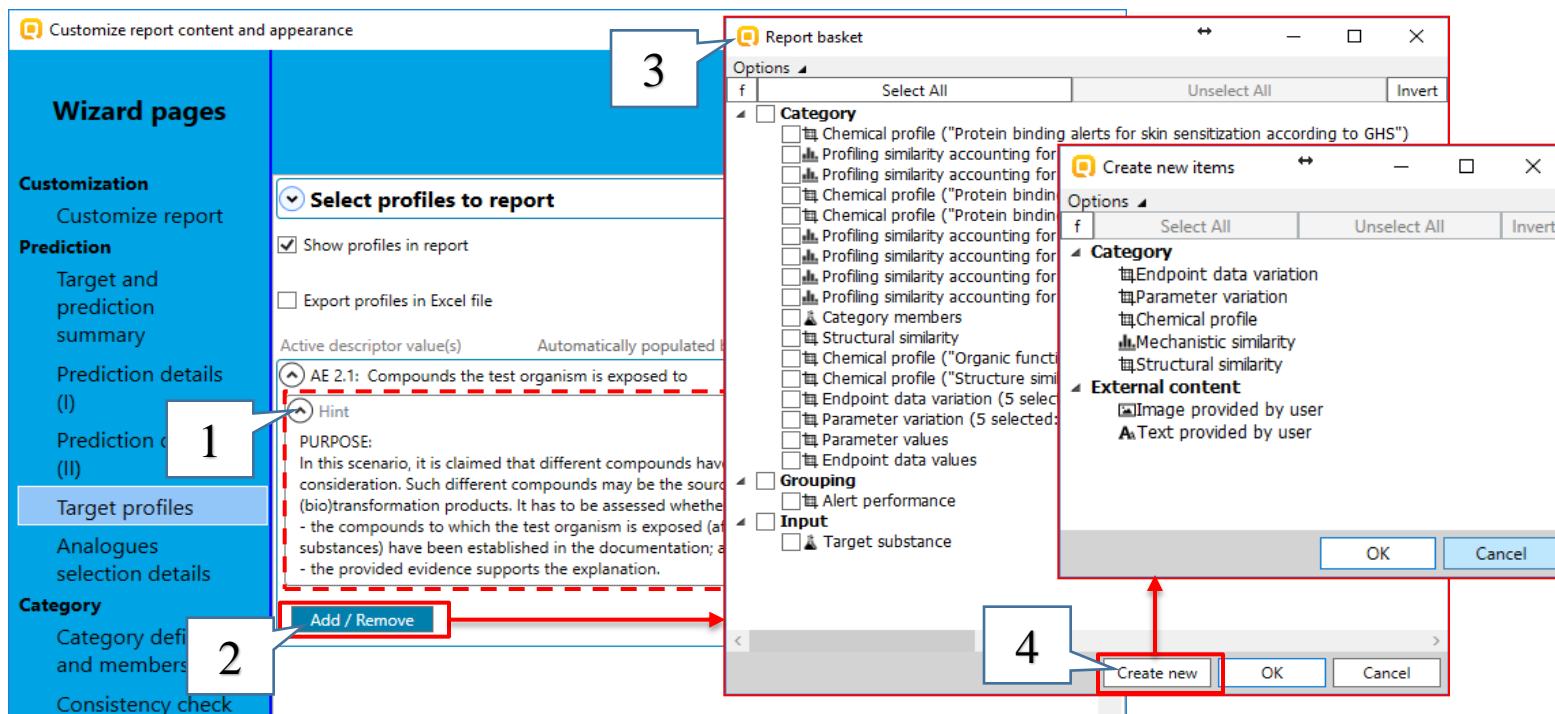 Customize report content and appearance
Wizard pages
Customization
Customize report
Prediction
Target and
prediction
summary
Prediction details
(I)
Prediction
(II)
Target profiles
Analogues
selection details
Category
Category
and members
Consistency check
Select profiles to report
Show profiles in report
Export profiles in Excel file
Active descriptor value(s)
Automatically populated
AE 2.1: Compounds the test organism is exposed to
Hint
PURPOSE:
In this scenario, it is claimed that different compounds
consideration. Such different compounds may be the
(bio)transformation products. It has to be assessed
- the compounds to which the test organism is exposed
substances) have been established in the documentation;
- the provided evidence supports the explanation.
Add / Remove
1
2
3
Report basket
Options
f
Select All
Unselect All
Invert
Category
Chemical profile ("Protein binding alerts for skin sensitization according to GHS")
Profiling similarity accounting for
Profiling similarity accounting for
Chemical profile ("Protein
Chemical profile ("Protein
Profiling similarity accounting for
Profiling similarity accounting for
Profiling similarity accounting for
Profiling similarity accounting for
Category members
Structural similarity
Chemical profile ("Organic
Chemical profile ("Structure
Endpoint data variation (5
Parameter variation (5 selected:
Parameter values
Endpoint data values
Grouping
Alert performance
Input
Target substance
4
Create new
OK
Cancel
Create new items
Options
f
Select All
Unselect All
Invert
Category
Endpoint data variation
Parameter variation
Chemical profile
Mechanistic similarity
Structural similarity
External content
Image provided by user
Text provided by user
OK
Cancel